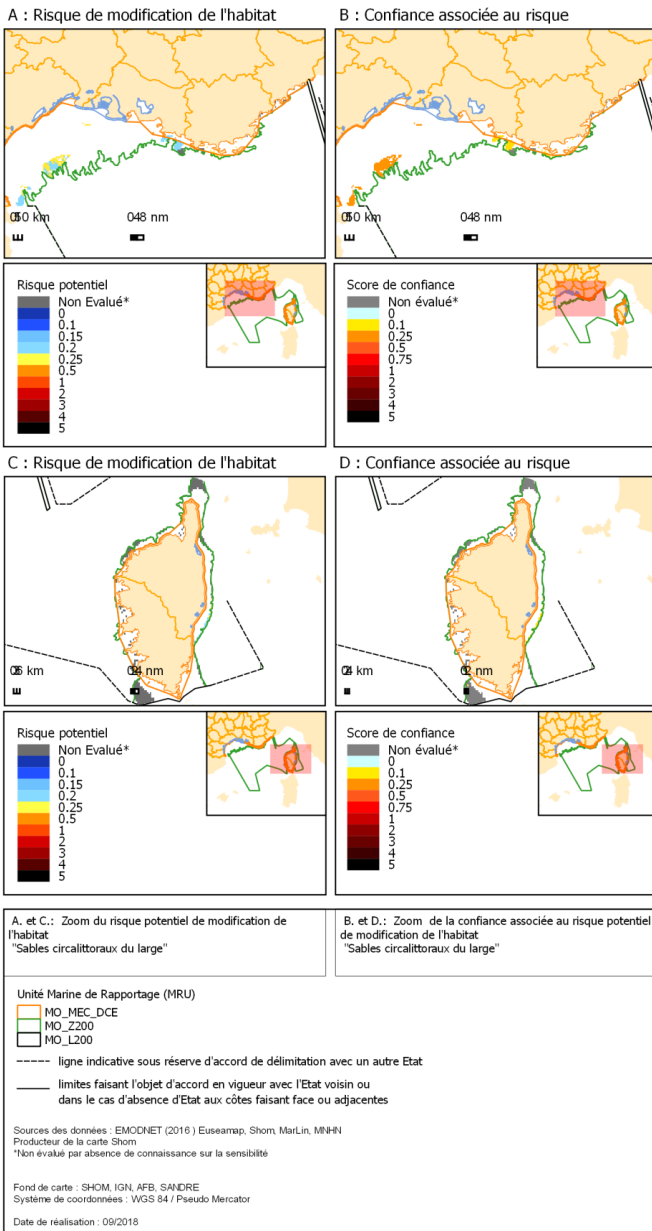 A : Risque de modification de l'habitat
B : Confiance associée au risque
048 nm
048 nm
Risque potentiel
Non Evalué*
0
0.1
0.15
0.2
0.25
0.5
1
2
3
4
5
Score de confiance
Non évalué*
0
0.1
0.25
0.5
0.75
1
2
3
4
5
C : Risque de modification de l'habitat
D : Confiance associée au risque
Risque potentiel
Non Evalué*
0
0.1
0.15
0.2
0.25
0.5
1
2
3
4
5
Score de confiance
Non évalué*
0
0.1
0.25
0.5
0.75
1
2
3
4
5
A. et C.: Zoom du risque potentiel de modification de
l'habitat
"Sables circalittoraux du large"
B. et D.: Zoom de la confiance associée au risque potentiel
de modification de l'habitat
"Sables circalittoraux du large"
Unité Marine de Rapportage (MRU)
MO_MEC_DCE
MO_Z200
MO_L200
ligne indicative sous réserve d'accord de délimitation avec un autre Etat
limites faisant l'objet d'accord en vigueur avec l'Etat voisin ou
dans le cas d'absence d'Etat aux côtes faisant face ou adjacentes
Sources des données : EMODNET (2016 ) Euseamap, Shom, MarLin, MNHN
Producteur de la carte Shom
*Non évalué par absence de connaissance sur la sensibilité
Fond de carte : SHOM, IGN, AFB, SANDRE
Système de coordonnées : WGS 84 / Pseudo Mercator
Date de réalisation : 09/2018